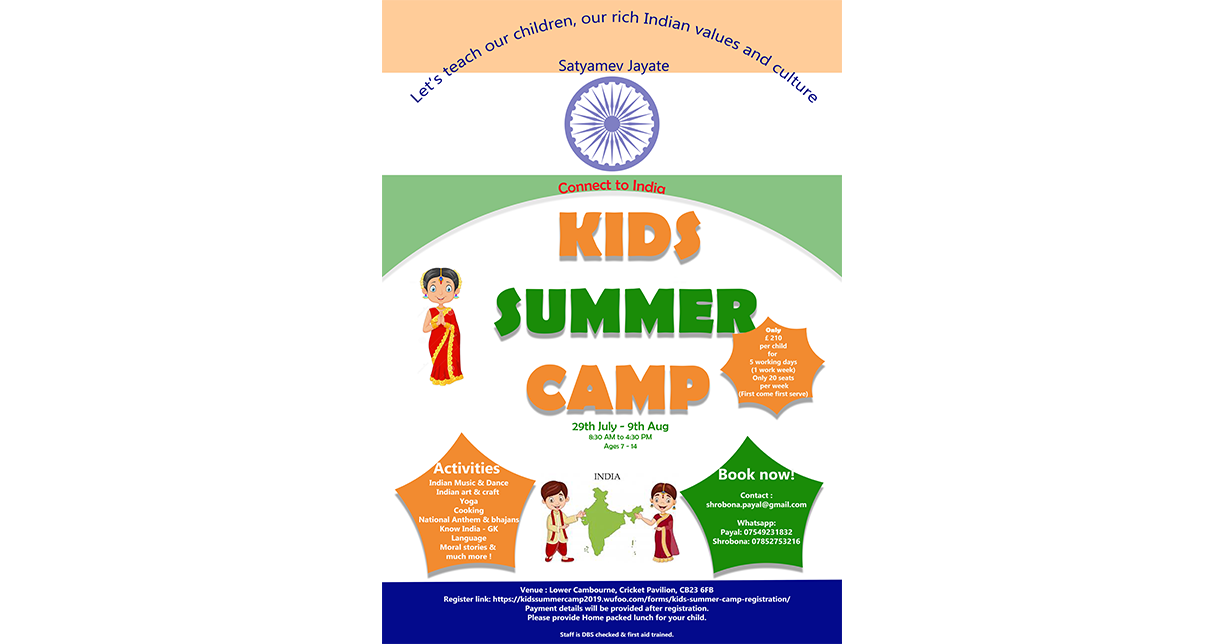 Let's teach our children, our rich Indian values and culture
Satyamev Jayate
Connect to India
KIDS
SUMMER
CAMP
Only
£ 210
per child
for
5 working days
(1 work week)
Only 20 seats
per week
(First come first serve)
29th July - 9th Aug
8:30 AM to 4:30 PM
Ages 7 - 14
Activities
Indian Music & Dance
Indian art & craft
Yoga
Cooking
National Anthem & bhajans
Know India - GK
Language
Moral stories &
much more !
INDIA
Book now!
Contact :
shrobona.payal@gmail.com
Whatsapp:
Payal: 07549231832
Shrobona: 07852753216
Venue : Lower Cambourne, Cricket Pavilion, CB23 6FB
Register link: https://kidssummercamp2019.wufoo.com/forms/kids-summer-camp-registration/
Payment details will be provided after registration.
Please provide Home packed lunch for your child.
Staff is DBS checked & first aid trained.